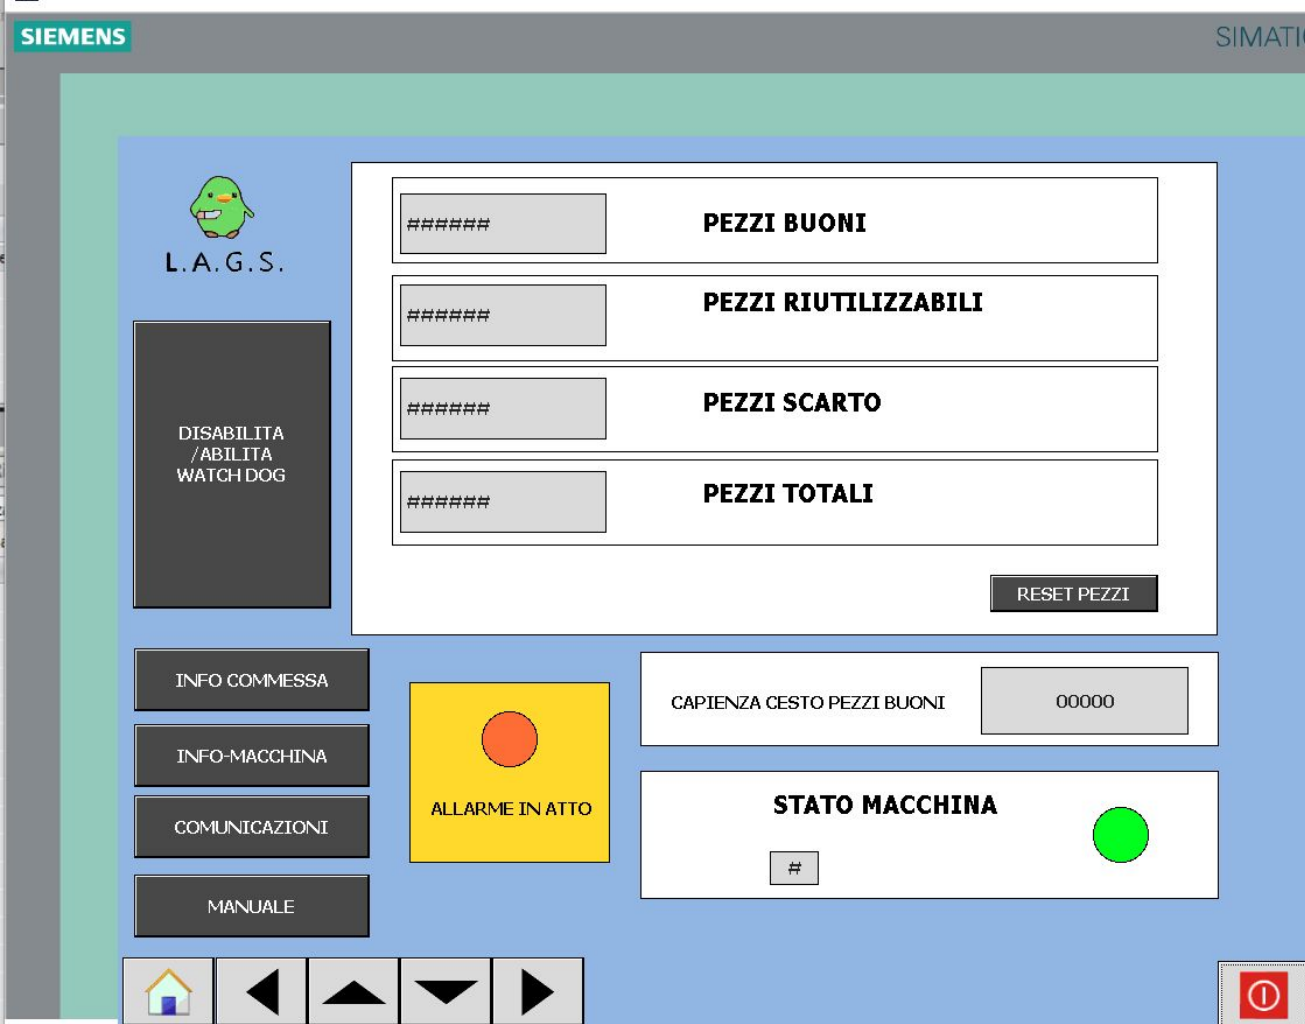 SIEMENS
SIMATI
L.A.G.S.
######
PEZZI BUONI
######
PEZZI RIUTILIZZABILI
######
PEZZI SCARTO
######
PEZZI TOTALI
RESET PEZZI
DISABILITA
/ABILITA
WATCH DOG
INFO COMMESSA
INFO-MACCHINA
COMUNICAZIONI
MANUALE
ALLARME IN ATTO
CAPIENZA CESTO PEZZI BUONI
00000
STATO MACCHINA
#